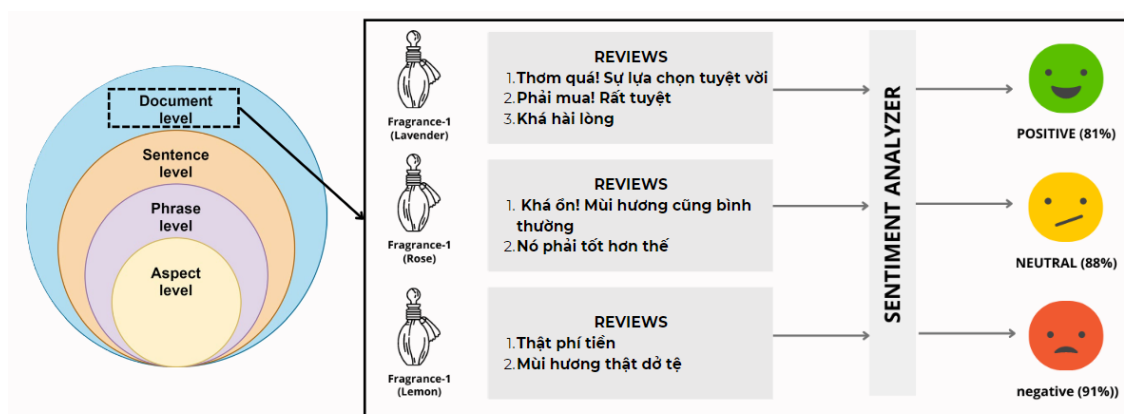 Document
level
Sentence
level
Phrase
level
Aspect
level
Fragrance-1
(Lavender)
REVIEWS
1. Thơm quá! Sự lựa chọn tuyệt vời
2. Phải mua! Rất tuyệt
3. Khá hài lòng
POSITIVE (81%)
Fragrance-1
(Rose)
REVIEWS
1. Khá ổn! Mùi hương cũng bình
thường
2. Nó phải tốt hơn thế
NEUTRAL (88%)
Fragrance-1
(Lemon)
REVIEWS
1. Thật phí tiền
2. Mùi hương thật dở tệ
negative (91%))
SENTIMENT ANALYZER